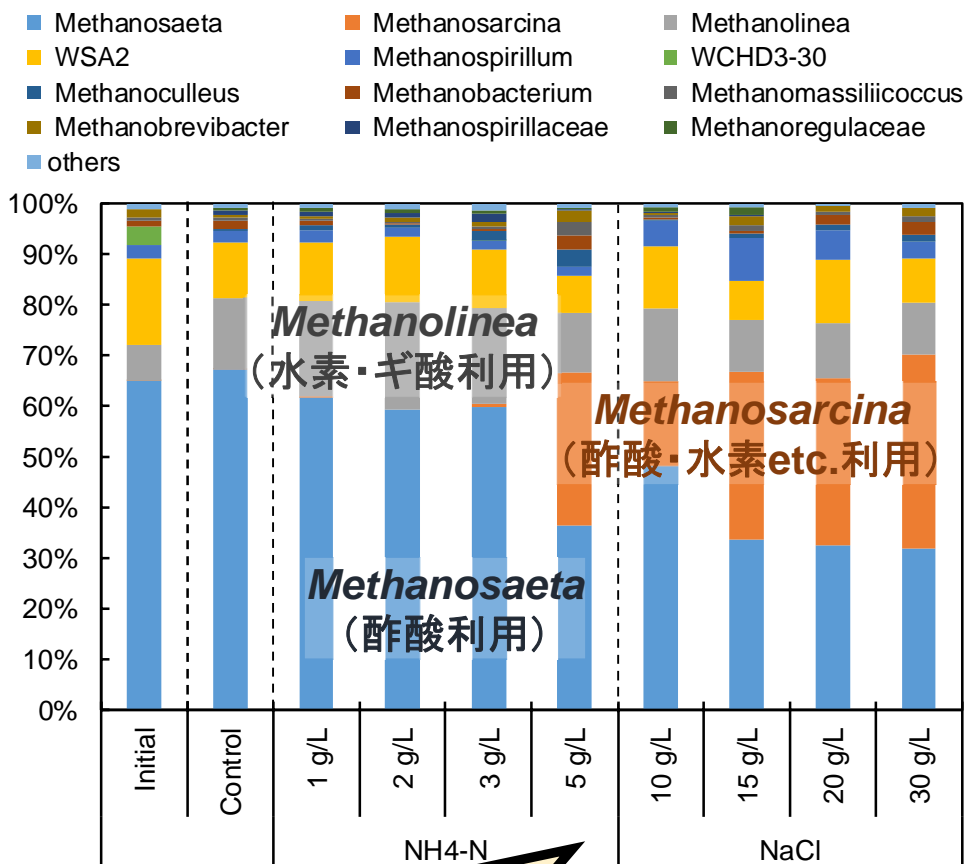 Methanosaeta Methanosarcina Methanolinea
WSA2 Methanospirillum WCHD3-30
Methanoculleus Methanobacterium Methanomassiliicoccus
Methanobrevibacter Methanospirillaceae Methanoregulaceae
others
100%
90%
80%
70%
60%
50%
40%
30%
20%
10%
0%
Methanolinea
（水素・ギ酸利用）
Methanosarcina
（酢酸・水素etc.利用）
Methanosaeta
（酢酸利用）
Initial Control 1 g/L 2 g/L 3 g/L 5 g/L 10 g/L 15 g/L 20 g/L 30 g/L
NH4-N NaCl